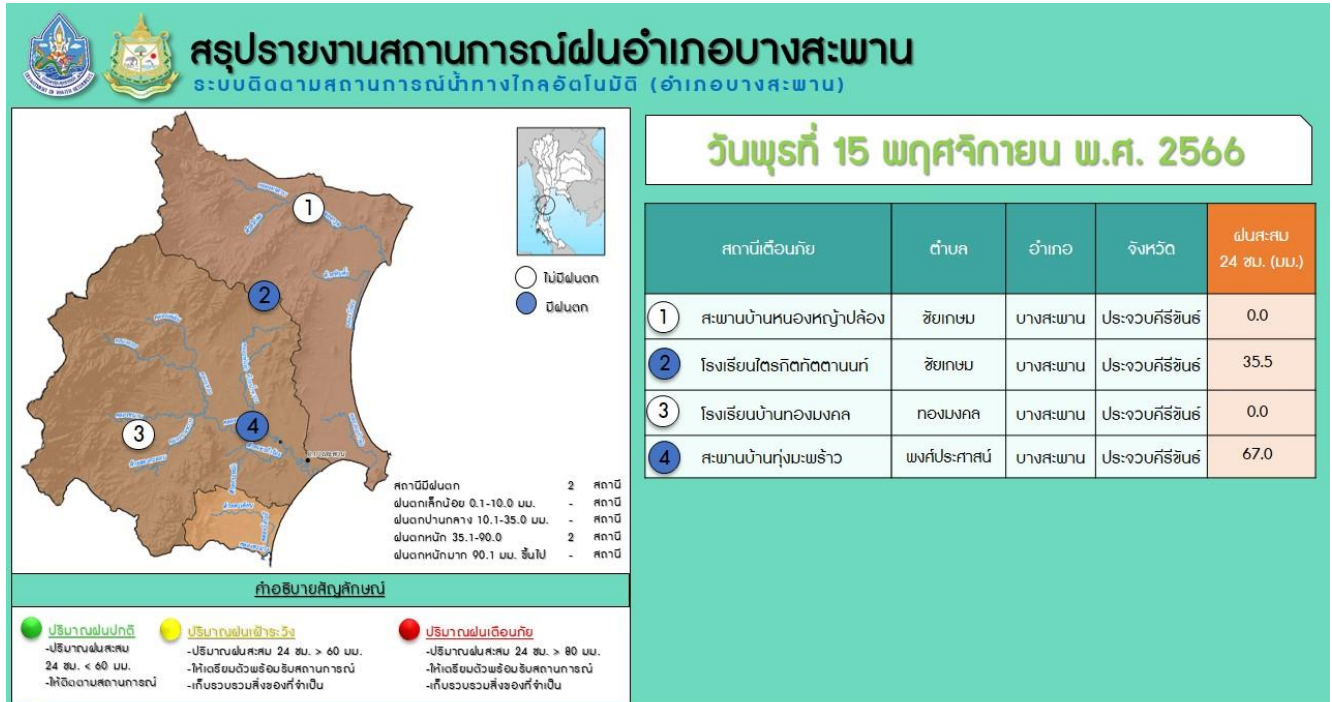 สรุปรายงานสถานการณ์ฝนอำเภอบางสะพาน
ระบบติดตามสถานการณ์น้ำทางไกลอัตโนมัติ (อำเภอบางสะพาน)
1
2
3
4
ไม่มีฝนตก
มีฝนตก
สถานีมีฝนตก 2 สถานี
ฝนตกเล็กน้อย 0.1-10.0 มม. - สถานี
ฝนตกปานกลาง 10.1-35.0 มม. - สถานี
ฝนตกหนัก 35.1-90.0 2 สถานี
ฝนตกหนักมาก 90.1 มม. ขึ้นไป - สถานี
คำอธิบายสัญลักษณ์
ปริมาณฝนปกติ
-ปริมาณฝนสะสม
24 ชม. < 60 มม.
-ให้ติดตามสถานการณ์
ปริมาณฝนเฝ้าระวัง
-ปริมาณฝนสะสม 24 ชม. > 60 มม.
-ให้เตรียมตัวพร้อมรับสถานการณ์
-เก็บรวบรวมสิ่งของที่จำเป็น
ปริมาณฝนเตือนภัย
-ปริมาณฝนสะสม 24 ชม. > 80 มม.
-ให้เตรียมตัวพร้อมรับสถานการณ์
-เก็บรวบรวมสิ่งของที่จำเป็น
วันพุธที่ 15 พฤศจิกายน พ.ศ. 2566
สถานีเตือนภัย ตำบล อำเภอ จังหวัด ฝนสะสม
24 ชม. (มม.)
1 สะพานบ้านหนองหญ้าปล้อง ชัยเกษม บางสะพาน ประจวบคีรีขันธ์ 0.0
2 โรงเรียนไตรกิตทัตตานนท์ ชัยเกษม บางสะพาน ประจวบคีรีขันธ์ 35.5
3 โรงเรียนบ้านทองมงคล ทองมงคล บางสะพาน ประจวบคีรีขันธ์ 0.0
4 สะพานบ้านทุ่งมะพร้าว พงศ์ประศาสน์ บางสะพาน ประจวบคีรีขันธ์ 67.0